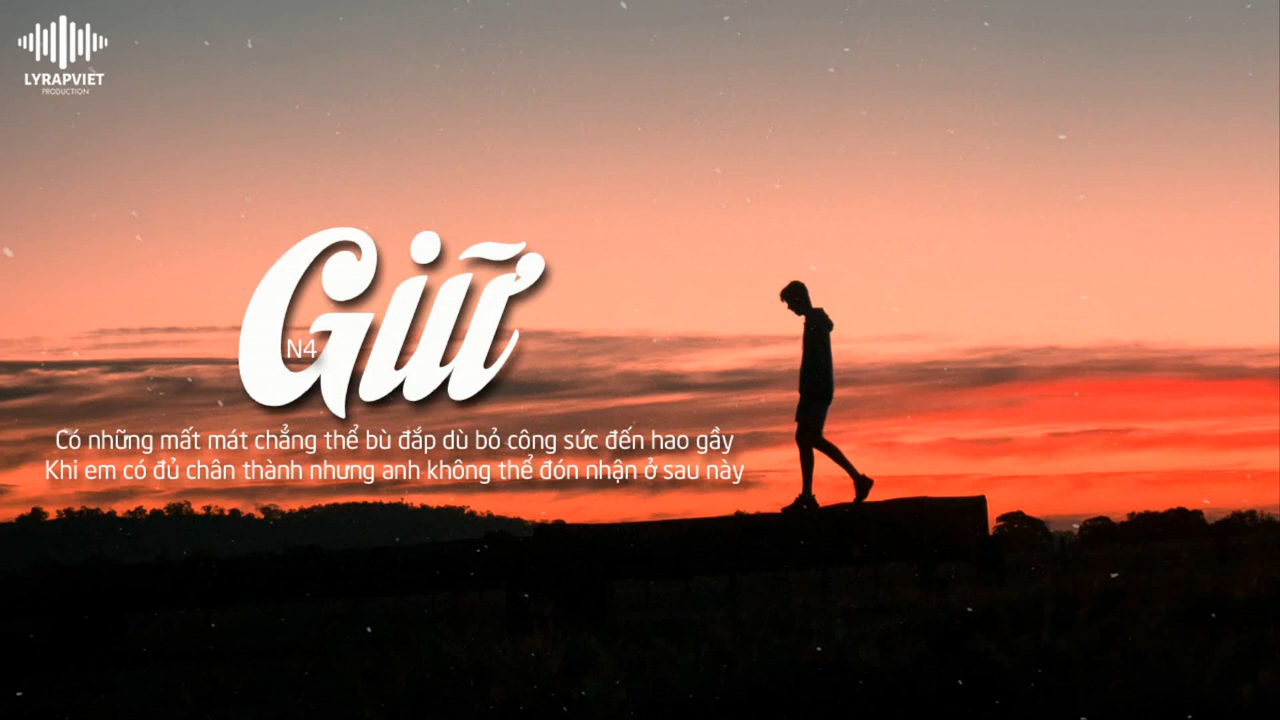 LYRAPVIET
PRODUCTION
Giữ
N4
Có những mất mát chẳng thể bù đắp dù bỏ công sức đến hao gầy
Khi em có đủ chân thành nhưng anh không thể đón nhận ở sau này